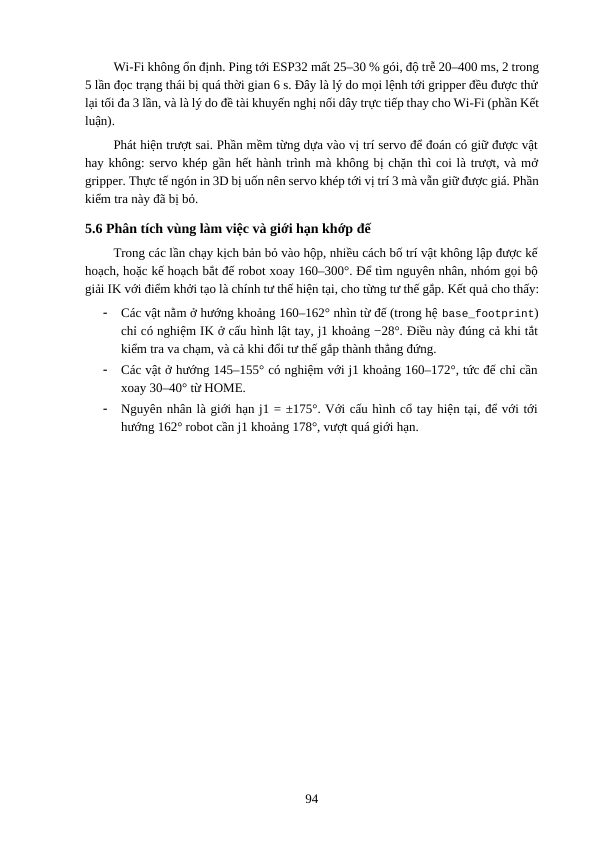 Wi-Fi không ổn định. Ping tới ESP32 mất 25–30 % gói, độ trễ 20–400 ms, 2 trong
5 lần đọc trạng thái bị quá thời gian 6 s. Đây là lý do mọi lệnh tới gripper đều được thử
lại tối đa 3 lần, và là lý do đề tài khuyến nghị nối dây trực tiếp thay cho Wi-Fi (phần Kết
luận).
Phát hiện trượt sai. Phần mềm từng dựa vào vị trí servo để đoán có giữ được vật
hay không: servo khép gần hết hành trình mà không bị chặn thì coi là trượt, và mở
gripper. Thực tế ngón in 3D bị uốn nên servo khép tới vị trí 3 mà vẫn giữ được giá. Phần
kiểm tra này đã bị bỏ.
5.6 Phân tích vùng làm việc và giới hạn khớp đế
Trong các lần chạy kịch bản bỏ vào hộp, nhiều cách bố trí vật không lập được kế
hoạch, hoặc kế hoạch bắt đế robot xoay 160–300°. Để tìm nguyên nhân, nhóm gọi bộ
giải IK với điểm khởi tạo là chính tư thế hiện tại, cho từng tư thế gắp. Kết quả cho thấy:
- Các vật nằm ở hướng khoảng 160–162° nhìn từ đế (trong hệ base_footprint)
chỉ có nghiệm IK ở cấu hình lật tay, j1 khoảng −28°. Điều này đúng cả khi tắt
kiểm tra va chạm, và cả khi đổi tư thế gắp thành thẳng đứng.
- Các vật ở hướng 145–155° có nghiệm với j1 khoảng 160–172°, tức đế chỉ cần
xoay 30–40° từ HOME.
- Nguyên nhân là giới hạn j1 = ±175°. Với cấu hình cổ tay hiện tại, để với tới
hướng 162° robot cần j1 khoảng 178°, vượt quá giới hạn.
94